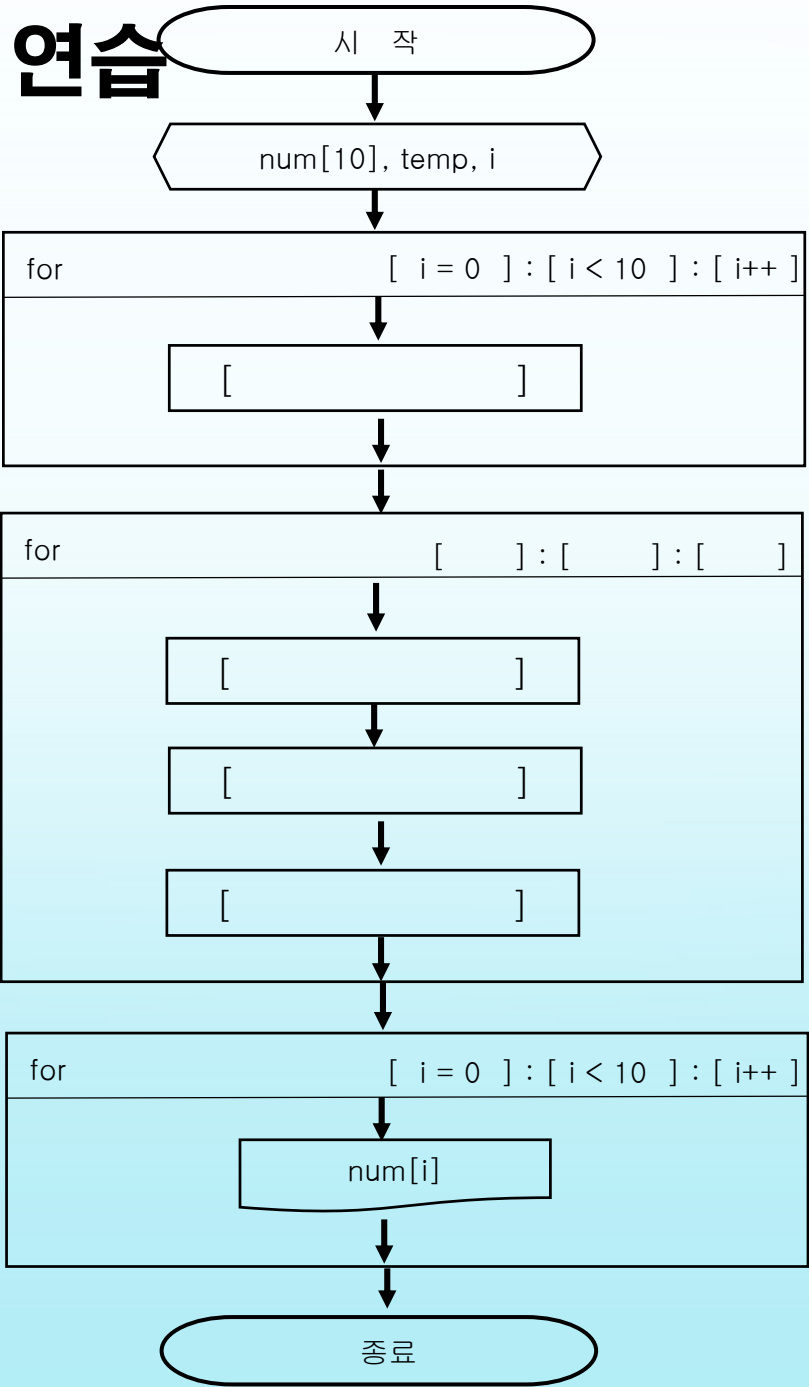 연습
시 작
num[10], temp, i
for [ i = 0 ] : [ i < 10 ] : [ i++ ]
[ ]
for [ ] : [ ] : [ ]
[ ]
[ ]
[ ]
for [ i = 0 ] : [ i < 10 ] : [ i++ ]
num[i]
종료